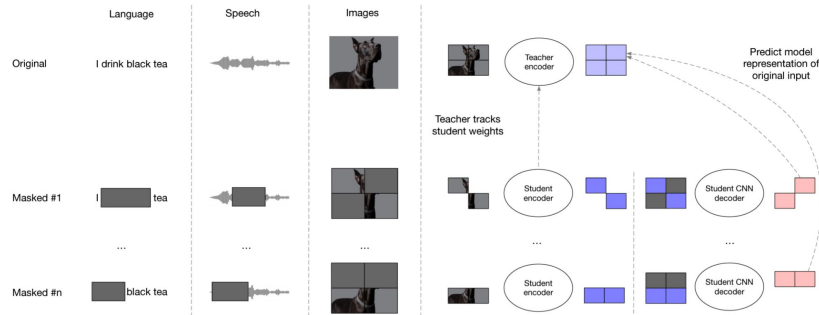 Language Speech Images
Original
I drink black tea
Teacher
encoder
Predict model
representation of
original input
Teacher tracks
student weights
Masked #1
I tea
Student
encoder
Student CNN
decoder
... ... ... ... ...
Masked #n
black tea
Student
encoder
Student CNN
decoder